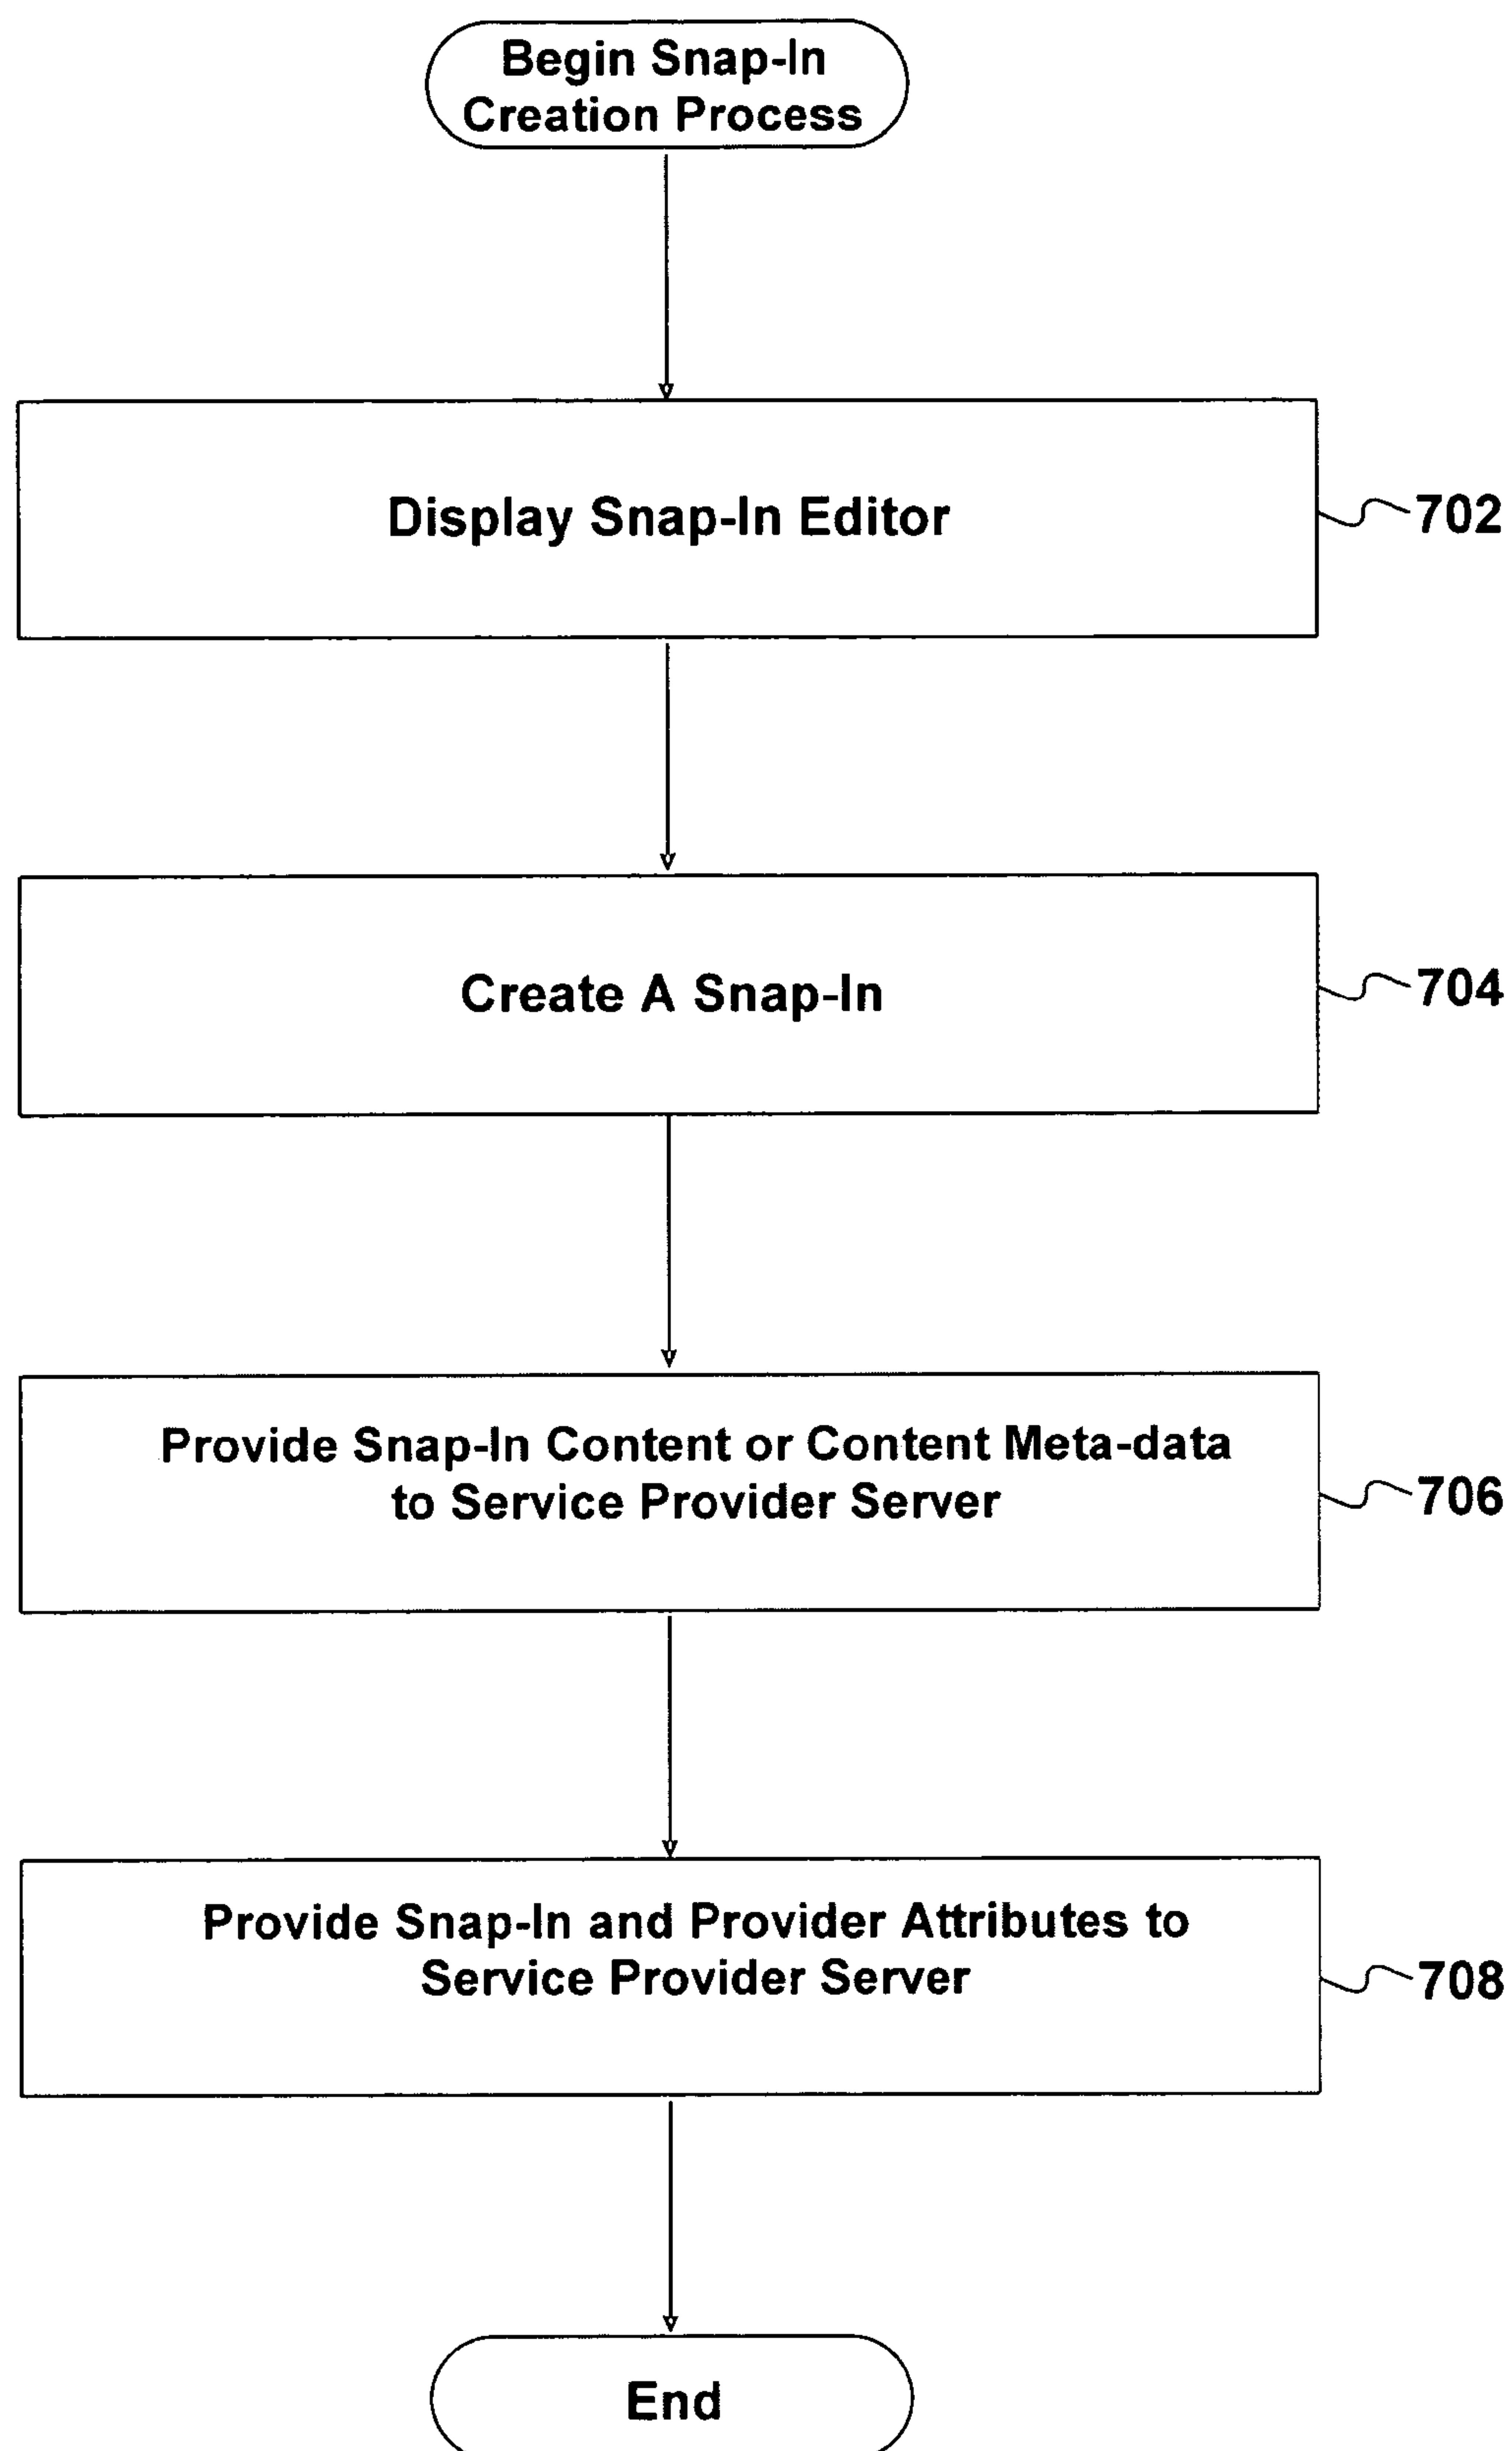 Begin Snap-In
Creation Process
Display Snap-In Editor
702
Create A Snap-In
704
Provide Snap-In Content or Content Meta-data
to Service Provider Server
706
Provide Snap-In and Provider Attributes to
Service Provider Server
708
End